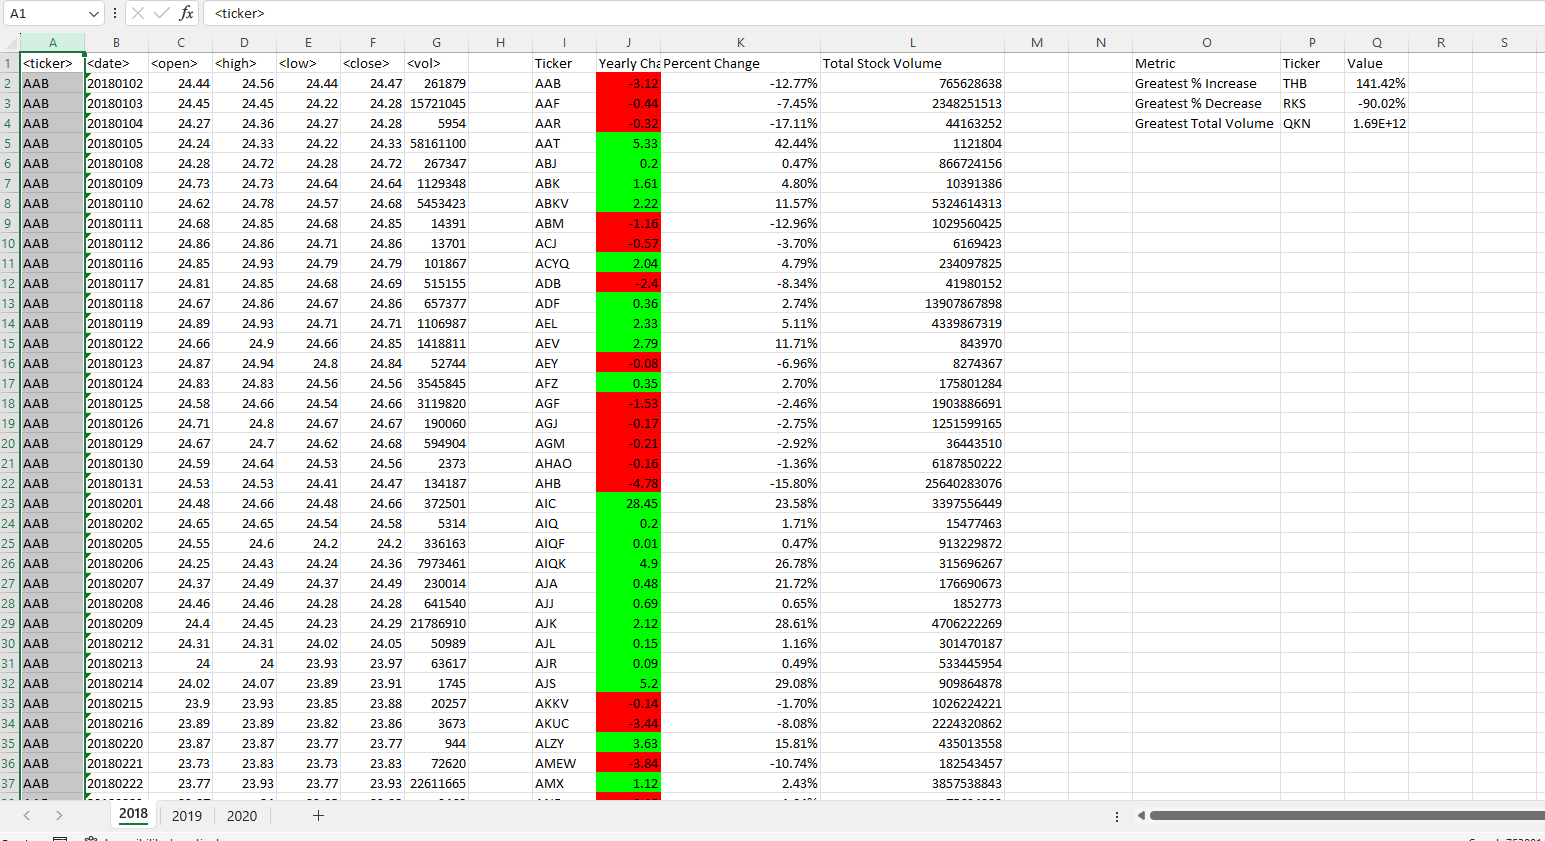 A1 fx <ticker>
A B C D E F G H I J K L M N O P Q R S
1 <ticker> <date> <open> <high> <low> <close> <vol> Ticker Yearly Cha Percent Change Total Stock Volume Metric Ticker Value
2 AAB 20180102 24.44 24.56 24.44 24.47 261879 AAB -3.12 -12.77% 765628638 Greatest % Increase THB 141.42%
3 AAB 20180103 24.45 24.45 24.22 24.28 15721045 AAF -0.44 -7.45% 2348251513 Greatest % Decrease RKS -90.02%
4 AAB 20180104 24.27 24.36 24.27 24.28 5954 AAR -0.32 -17.11% 44163252 Greatest Total Volume QKN 1.69E+12
5 AAB 20180105 24.24 24.33 24.22 24.33 58161100 AAT 5.33 42.44% 1121804
6 AAB 20180108 24.28 24.72 24.28 24.72 267347 ABJ 0.2 0.47% 866724156
7 AAB 20180109 24.73 24.73 24.64 24.64 1129348 ABK 1.61 4.80% 10391386
8 AAB 20180110 24.62 24.78 24.57 24.68 5453423 ABKV 2.22 11.57% 5324614313
9 AAB 20180111 24.68 24.85 24.68 24.85 14391 ABM -1.16 -12.96% 1029560425
10 AAB 20180112 24.86 24.86 24.71 24.86 13701 ACJ -0.57 -3.70% 6169423
11 AAB 20180116 24.85 24.93 24.79 24.79 101867 ACYQ 2.04 4.79% 234097825
12 AAB 20180117 24.81 24.85 24.68 24.69 515155 ADB -2.4 -8.34% 41980152
13 AAB 20180118 24.67 24.86 24.67 24.86 657377 ADF 0.36 2.74% 13907867898
14 AAB 20180119 24.89 24.93 24.71 24.71 1106987 AEL 2.33 5.11% 4339867319
15 AAB 20180122 24.66 24.9 24.66 24.85 1418811 AEV 2.79 11.71% 843970
16 AAB 20180123 24.87 24.94 24.8 24.84 52744 AEY -0.08 -6.96% 8274367
17 AAB 20180124 24.83 24.83 24.56 24.56 3545845 AFZ 0.35 2.70% 175801284
18 AAB 20180125 24.58 24.66 24.54 24.66 3119820 AGF -1.53 -2.46% 1903886691
19 AAB 20180126 24.71 24.8 24.67 24.67 190060 AGJ -0.17 -2.75% 1251599165
20 AAB 20180129 24.67 24.7 24.62 24.68 594904 AGM -0.21 -2.92% 36443510
21 AAB 20180130 24.59 24.64 24.53 24.56 2373 AHAO -0.16 -1.36% 6187850222
22 AAB 20180131 24.53 24.53 24.41 24.47 134187 AHB -4.78 -15.80% 25640283076
23 AAB 20180201 24.48 24.66 24.48 24.66 372501 AIC 28.45 23.58% 3397556449
24 AAB 20180202 24.65 24.65 24.54 24.58 5314 AIQ 0.2 1.71% 15477463
25 AAB 20180205 24.55 24.6 24.2 24.2 336163 AIQF 0.01 0.47% 913229872
26 AAB 20180206 24.25 24.43 24.24 24.36 7973461 AIQK 4.9 26.78% 315696267
27 AAB 20180207 24.37 24.49 24.37 24.49 230014 AJA 0.48 21.72% 176690673
28 AAB 20180208 24.46 24.46 24.28 24.28 641540 AJJ 0.69 0.65% 1852773
29 AAB 20180209 24.4 24.45 24.23 24.29 21786910 AJK 2.12 28.61% 4706222269
30 AAB 20180212 24.31 24.31 24.02 24.05 50989 AJL 0.15 1.16% 301470187
31 AAB 20180213 24 24 23.93 23.97 63617 AJR 0.09 0.49% 533445954
32 AAB 20180214 24.02 24.07 23.89 23.91 1745 AJS 5.2 29.08% 909864878
33 AAB 20180215 23.9 23.93 23.85 23.88 20257 AKKV -0.14 -1.70% 1026224221
34 AAB 20180216 23.89 23.89 23.82 23.86 3673 AKUC -3.44 -8.08% 2224320862
35 AAB 20180220 23.87 23.87 23.77 23.77 944 ALZY 3.63 15.81% 435013558
36 AAB 20180221 23.73 23.83 23.73 23.83 72620 AMEW -3.84 -10.74% 182543457
37 AAB 20180222 23.77 23.93 23.77 23.93 22611665 AMX 1.12 2.43% 3857538843
2018 2019 2020 +